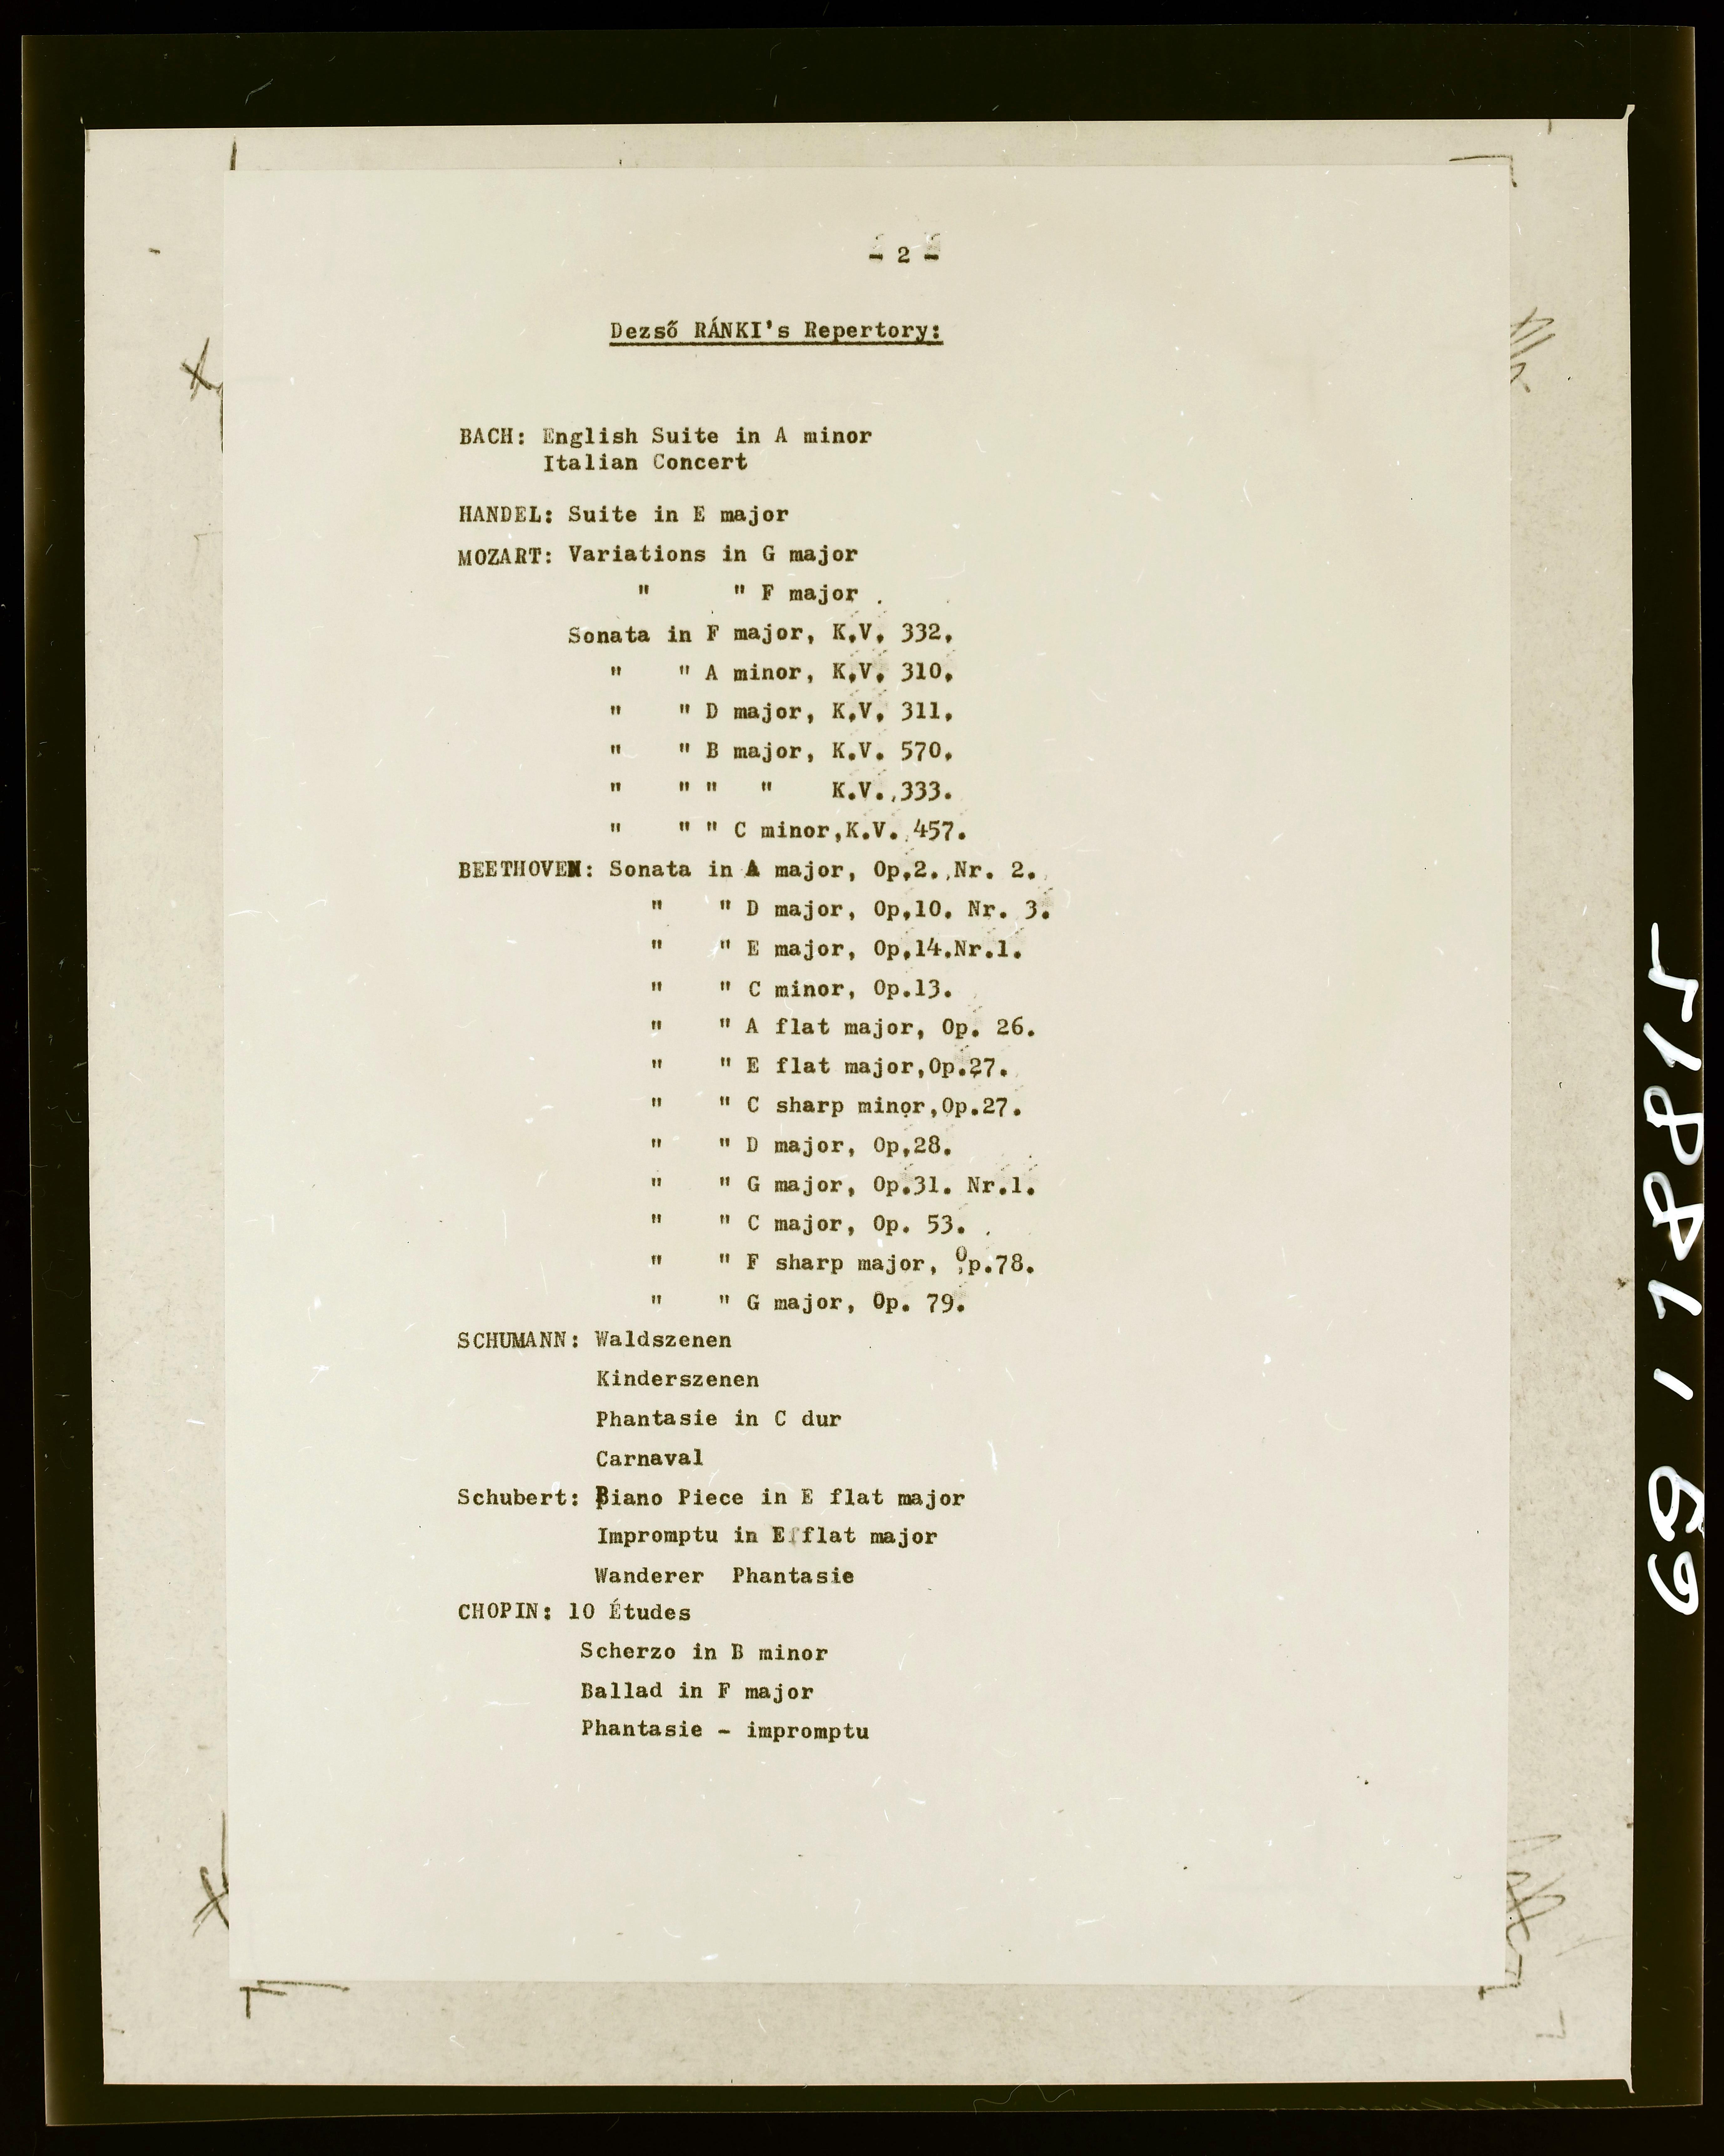 - 2 -
Dezső RÁNKI's Repertory:
BACH: English Suite in A minor
Italian Concert
HANDEL: Suite in E major
MOZART: Variations in G major
" " F major
Sonata in F major, K.V. 332.
" " A minor, K.V. 310.
" " D major, K.V. 311.
" " B major, K.V. 570.
" " " " K.V. 333.
" " " C minor,K.V. 457.
BEETHOVEN: Sonata in A major, Op.2. Nr. 2.
" " D major, Op.10. Nr. 3.
" " E major, Op.14.Nr.1.
" " C minor, Op.13.
" " A flat major, Op. 26.
" " E flat major,Op.27.
" " C sharp minor,Op.27.
" " D major, Op.28.
" " G major, Op.31. Nr.1.
" " C major, Op. 53.
" " F sharp major, Op.78.
" " G major, Op. 79.
SCHUMANN: Waldszenen
Kinderszenen
Phantasie in C dur
Carnaval
Schubert: Piano Piece in E flat major
Impromptu in E flat major
Wanderer Phantasie
CHOPIN: 10 Études
Scherzo in B minor
Ballad in F major
Phantasie - impromptu